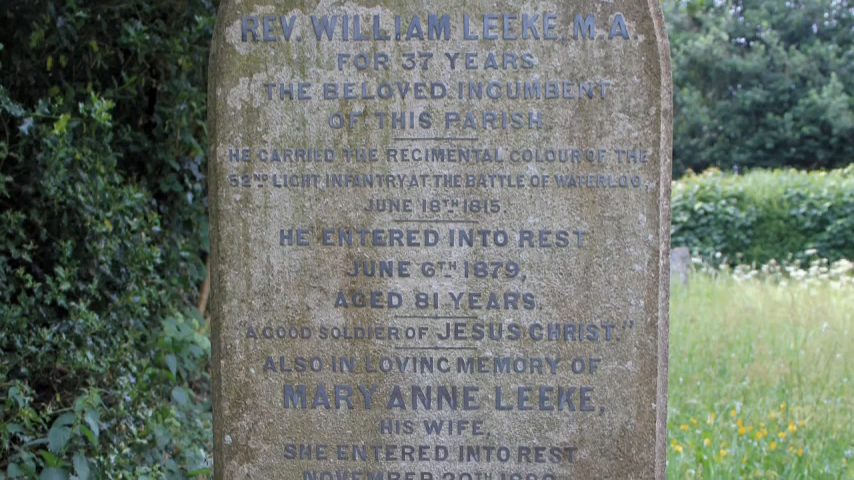 REV. WILLIAM LEEKE, M.A.
FOR 37 YEARS
THE BELOVED INCUMBENT
OF THIS PARISH.
HE CARRIED THE REGIMENTAL COLOUR OF THE
52ND LIGHT INFANTRY AT THE BATTLE OF WATERLOO,
JUNE 18TH 1815.
HE ENTERED INTO REST
JUNE 6TH 1879,
AGED 81 YEARS.
"A GOOD SOLDIER OF JESUS CHRIST."
ALSO IN LOVING MEMORY OF
MARY ANNE LEEKE,
HIS WIFE,
SHE ENTERED INTO REST
NOVEMBER 20TH